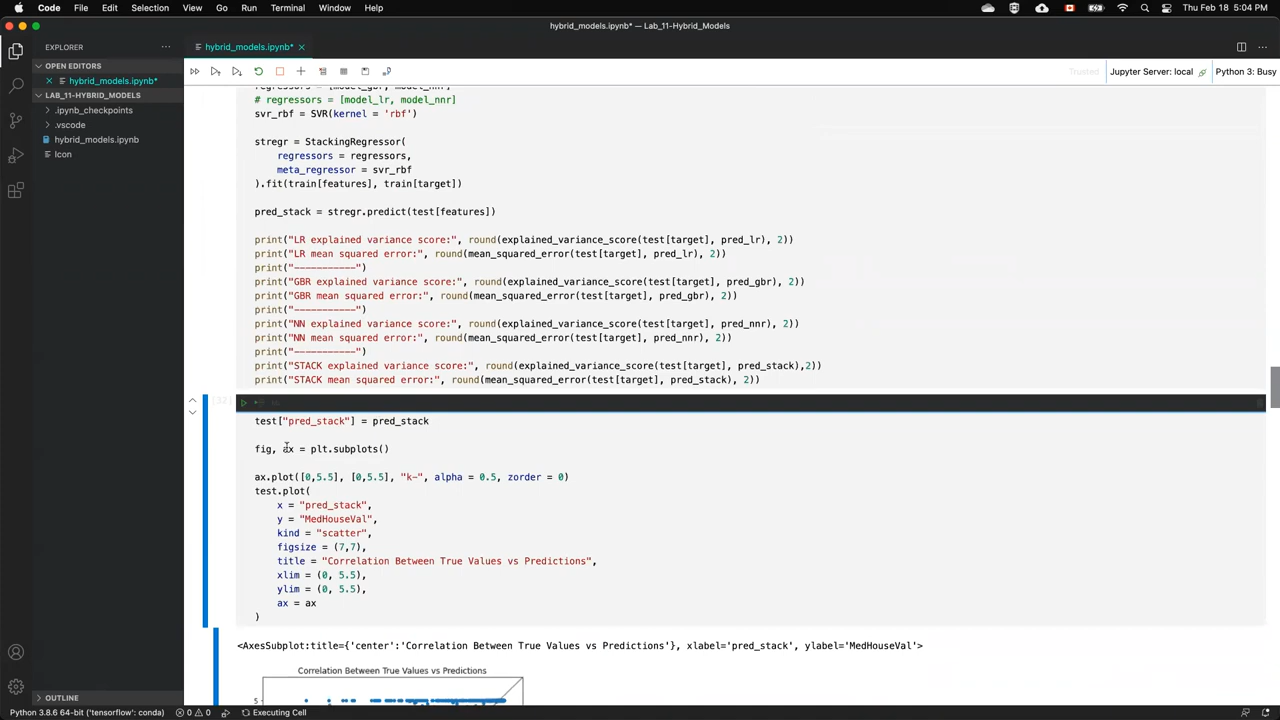 Code File Edit Selection View Go Run Terminal Window Help Thu Feb 18 5:04 PM
hybrid_models.ipynb* — Lab_11-Hybrid_Models
EXPLORER
hybrid_models.ipynb*
OPEN EDITORS
hybrid_models.ipynb*
LAB_11-HYBRID_MODELS
.ipynb_checkpoints
.vscode
hybrid_models.ipynb
Icon
Trusted Jupyter Server: local Python 3: Busy
# regressors = [model_lr, model_nnr]
svr_rbf = SVR(kernel = 'rbf')
stregr = StackingRegressor(
regressors = regressors,
meta_regressor = svr_rbf
).fit(train[features], train[target])
pred_stack = stregr.predict(test[features])
print("LR explained variance score:", round(explained_variance_score(test[target], pred_lr), 2))
print("LR mean squared error:", round(mean_squared_error(test[target], pred_lr), 2))
print("-----------")
print("GBR explained variance score:", round(explained_variance_score(test[target], pred_gbr), 2))
print("GBR mean squared error:", round(mean_squared_error(test[target], pred_gbr), 2))
print("-----------")
print("NN explained variance score:", round(explained_variance_score(test[target], pred_nnr), 2))
print("NN mean squared error:", round(mean_squared_error(test[target], pred_nnr), 2))
print("-----------")
print("STACK explained variance score:", round(explained_variance_score(test[target], pred_stack),2))
print("STACK mean squared error:", round(mean_squared_error(test[target], pred_stack), 2))
[32]
test["pred_stack"] = pred_stack
fig, ax = plt.subplots()
ax.plot([0,5.5], [0,5.5], "k-", alpha = 0.5, zorder = 0)
test.plot(
x = "pred_stack",
y = "MedHouseVal",
kind = "scatter",
figsize = (7,7),
title = "Correlation Between True Values vs Predictions",
xlim = (0, 5.5),
ylim = (0, 5.5),
ax = ax
)
<AxesSubplot:title={'center':'Correlation Between True Values vs Predictions'}, xlabel='pred_stack', ylabel='MedHouseVal'>
Correlation Between True Values vs Predictions
5
OUTLINE
Python 3.8.6 64-bit ('tensorflow': conda) 0 0 Executing Cell